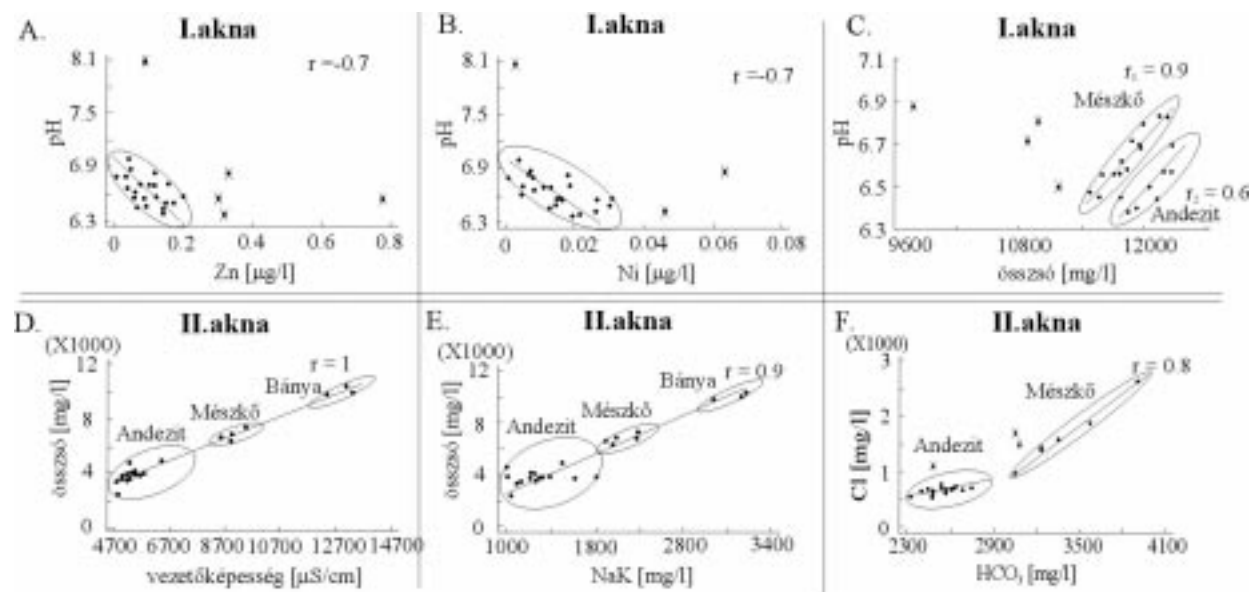 A.
I.akna
r =-0.7
pH
8.1
7.5
6.9
6.3
0
0.2
0.4
0.6
0.8
Zn [µg/l]
B.
I.akna
r =-0.7
pH
8.1
7.5
6.9
6.3
0
0.02
0.04
0.06
0.08
Ni [µg/l]
C.
I.akna
r₁ = 0.9
Mészkő
pH
7.1
6.9
6.7
6.5
6.3
r₂ = 0.6
Andezit
9600
10800
12000
összsó [mg/l]
D.
II.akna
(X1000)
r = 1
Bánya
Mészkő
Andezit
összsó [mg/l]
12
8
4
0
4700
6700
8700
10700
12700
14700
vezetőképesség [µS/cm]
E.
II.akna
(X1000)
r = 0.9
Bánya
Mészkő
Andezit
összsó [mg/l]
12
8
4
0
1000
1800
2800
3400
NaK [mg/l]
F.
II.akna
(X1000)
r = 0.8
Mészkő
Andezit
Cl [mg/l]
3
2
1
0
2300
2900
3500
4100
HCO₃ [mg/l]